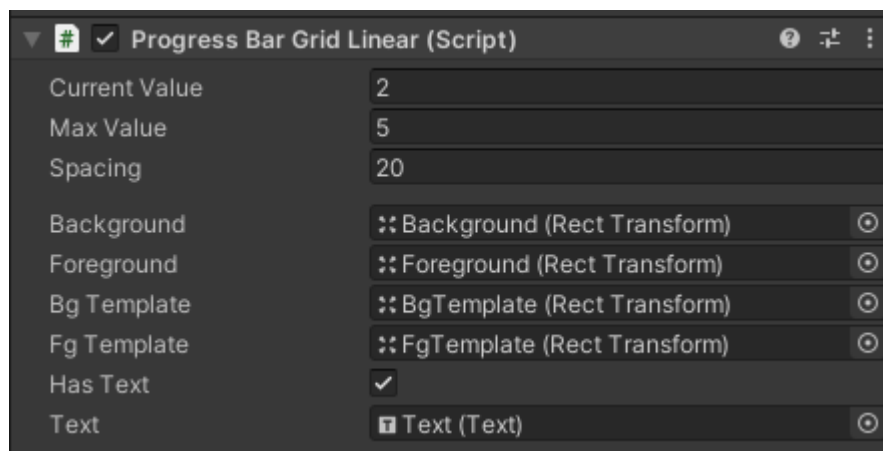 # Progress Bar Grid Linear (Script)
Current Value 2
Max Value 5
Spacing 20
Background Background (Rect Transform)
Foreground Foreground (Rect Transform)
Bg Template BgTemplate (Rect Transform)
Fg Template FgTemplate (Rect Transform)
Has Text
Text Text (Text)